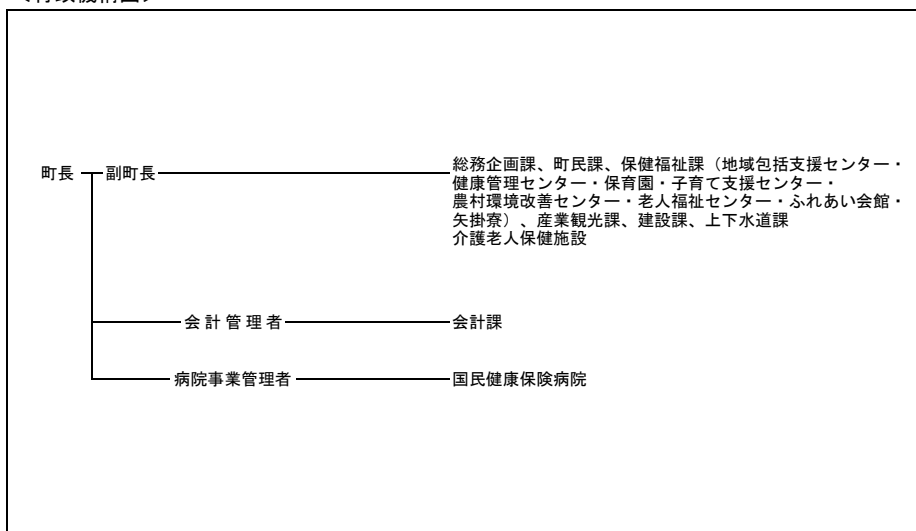 町長 副町長
総務企画課、町民課、保健福祉課（地域包括支援センター・
健康管理センター・保育園・子育て支援センター・
農村環境改善センター・老人福祉センター・ふれあい会館・
矢掛寮）、産業観光課、建設課、上下水道課
介護老人保健施設
会計管理者 会計課
病院事業管理者 国民健康保険病院